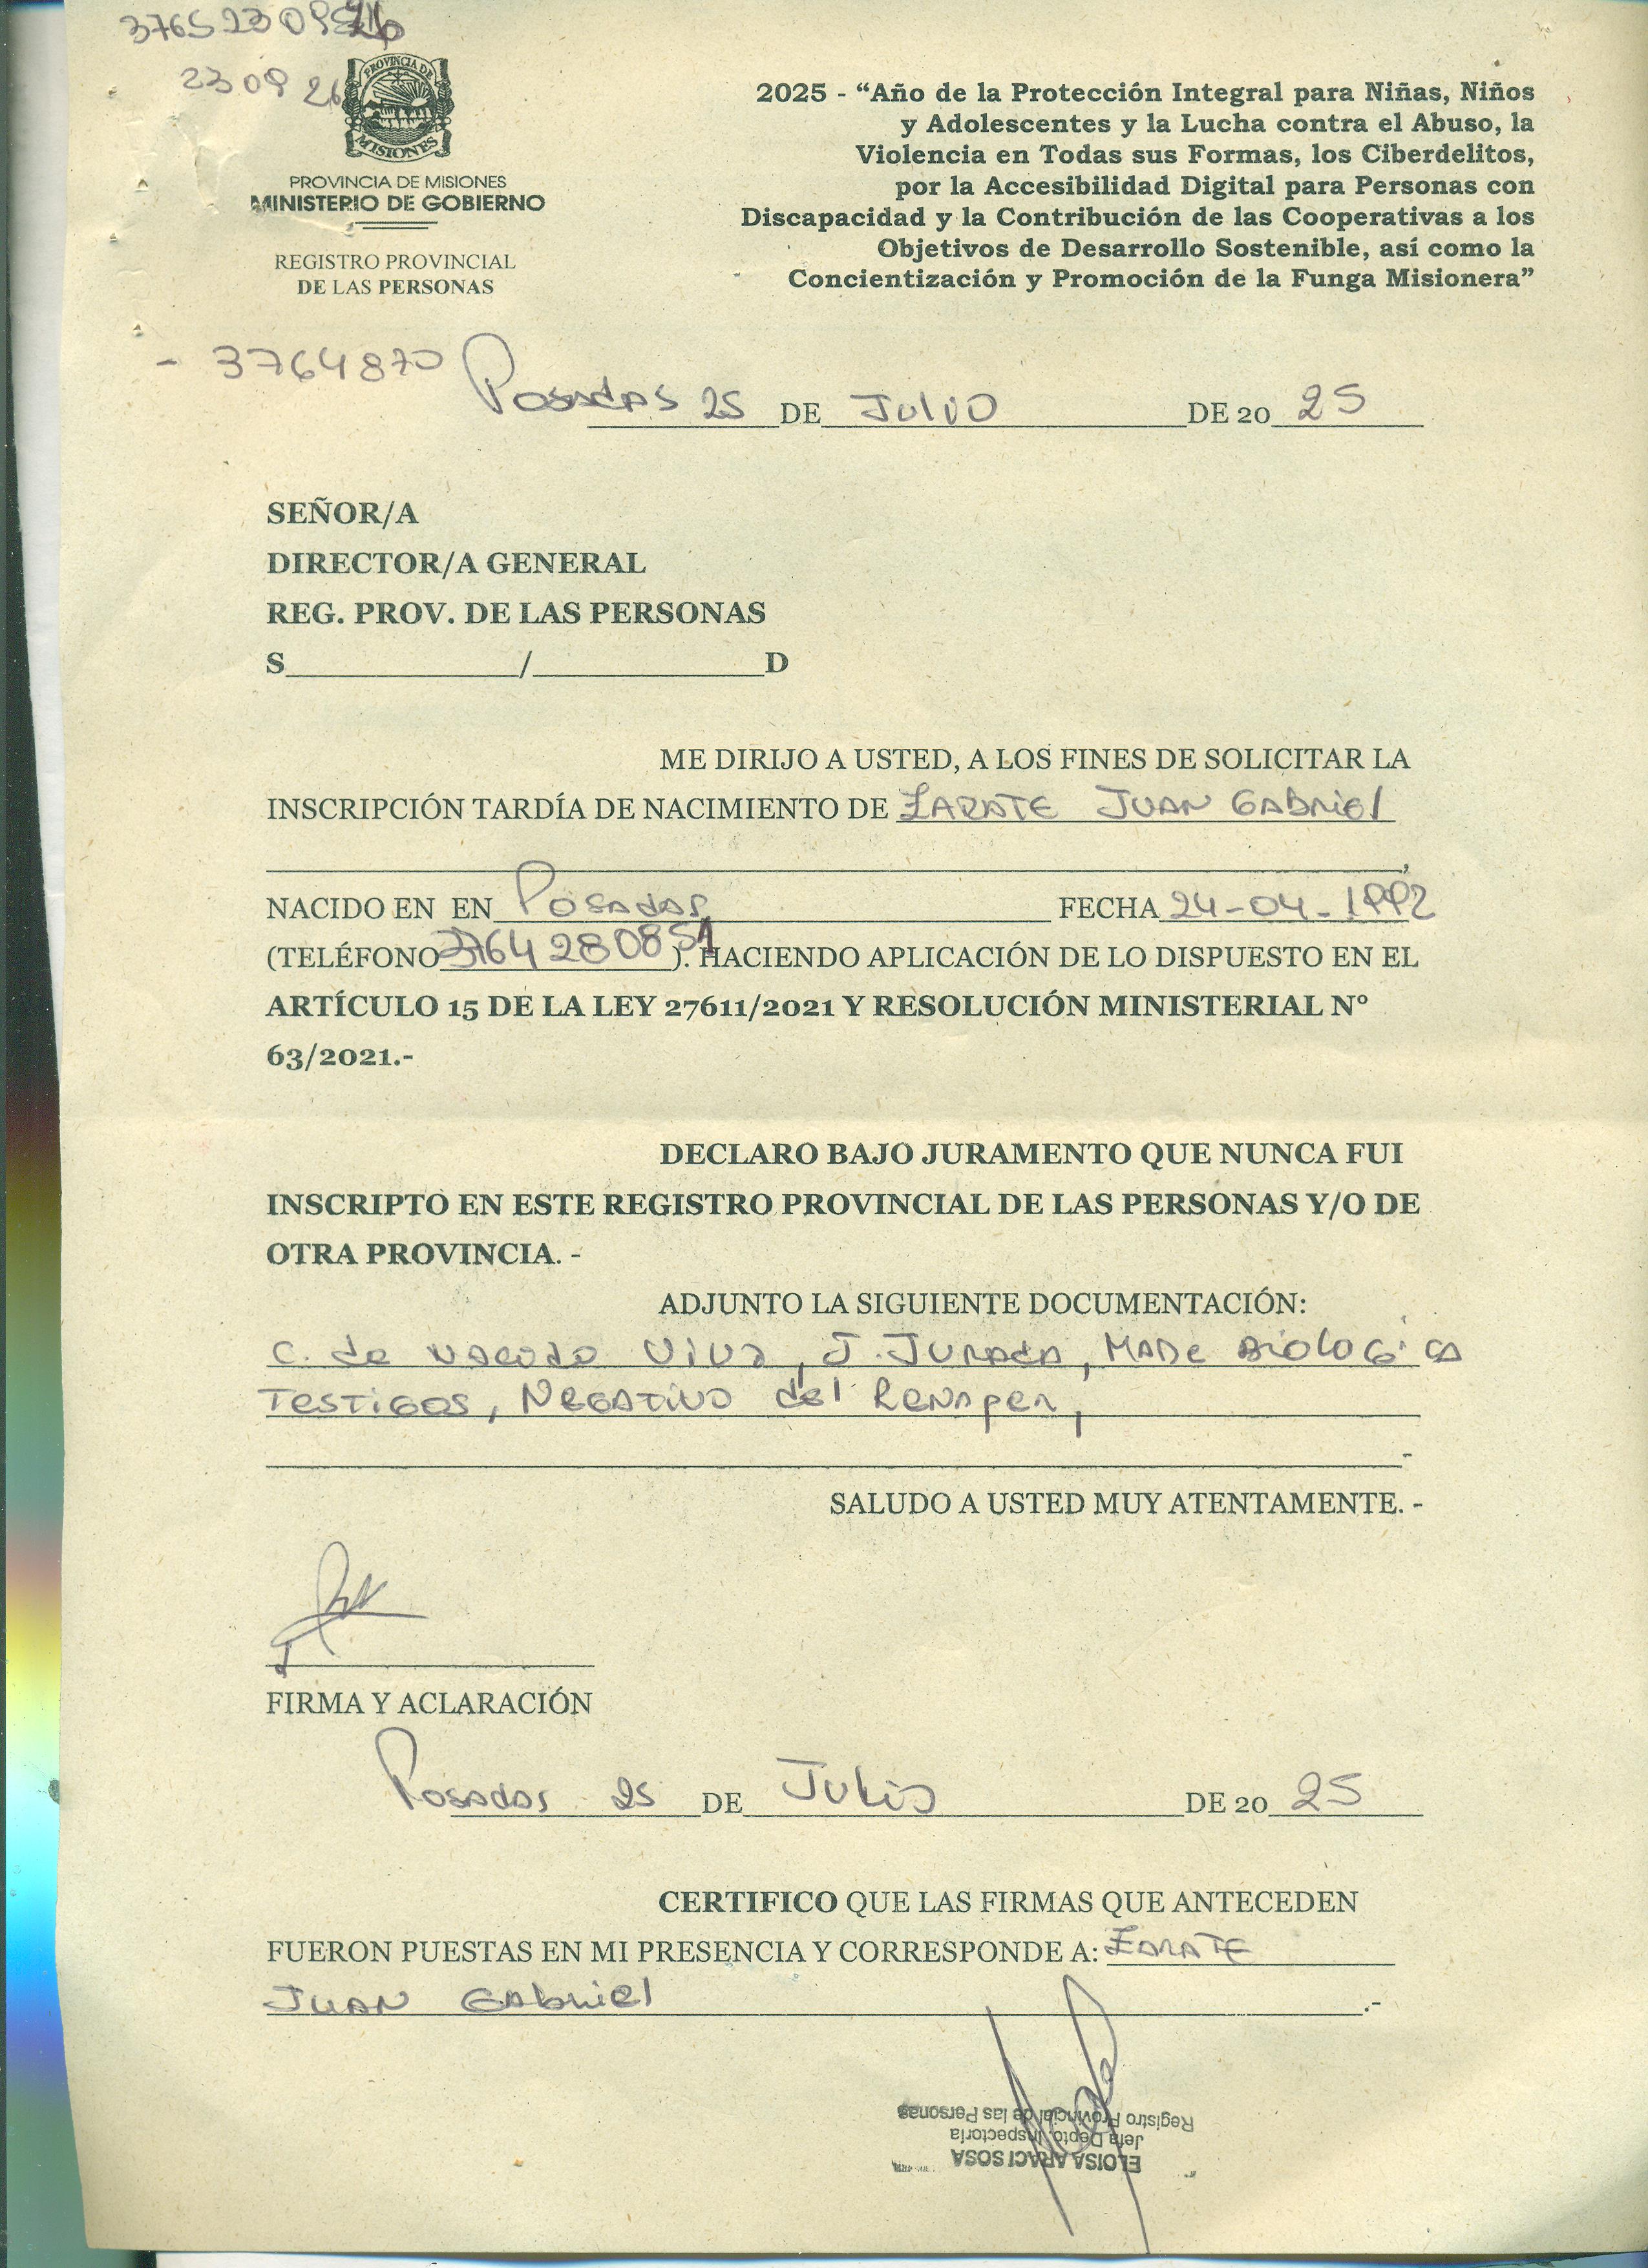 3765230926
23 09 26
PROVINCIA DE
MISIONES
PROVINCIA DE MISIONES
MINISTERIO DE GOBIERNO
REGISTRO PROVINCIAL
DE LAS PERSONAS
2025 - “Año de la Protección Integral para Niñas, Niños
y Adolescentes y la Lucha contra el Abuso, la
Violencia en Todas sus Formas, los Ciberdelitos,
por la Accesibilidad Digital para Personas con
Discapacidad y la Contribución de las Cooperativas a los
Objetivos de Desarrollo Sostenible, así como la
Concientización y Promoción de la Funga Misionera”
- 3764870
Posadas 25 DE Julio DE 20 25
SEÑOR/A
DIRECTOR/A GENERAL
REG. PROV. DE LAS PERSONAS
S______________/______________D
ME DIRIJO A USTED, A LOS FINES DE SOLICITAR LA
INSCRIPCIÓN TARDÍA DE NACIMIENTO DE ZARATE JUAN GABRIEL
,
NACIDO EN EN Posadas FECHA 24-04-1992
(TELÉFONO 3764280851). HACIENDO APLICACIÓN DE LO DISPUESTO EN EL
ARTÍCULO 15 DE LA LEY 27611/2021 Y RESOLUCIÓN MINISTERIAL N°
63/2021.-
DECLARO BAJO JURAMENTO QUE NUNCA FUI
INSCRIPTO EN ESTE REGISTRO PROVINCIAL DE LAS PERSONAS Y/O DE
OTRA PROVINCIA. -
ADJUNTO LA SIGUIENTE DOCUMENTACIÓN:
C. de nacido vivo, J. Jurada, Made Biologica
Testigos, Negativo del Renaper,
-
SALUDO A USTED MUY ATENTAMENTE. -
FIRMA Y ACLARACIÓN
Posadas 25 DE Julio DE 20 25
CERTIFICO QUE LAS FIRMAS QUE ANTECEDEN
FUERON PUESTAS EN MI PRESENCIA Y CORRESPONDE A: Zarate
Juan Gabriel .-
ELOISA ARACI SOSA
Jefa Depto. Inspectoria
Registro Provincial de las Personas